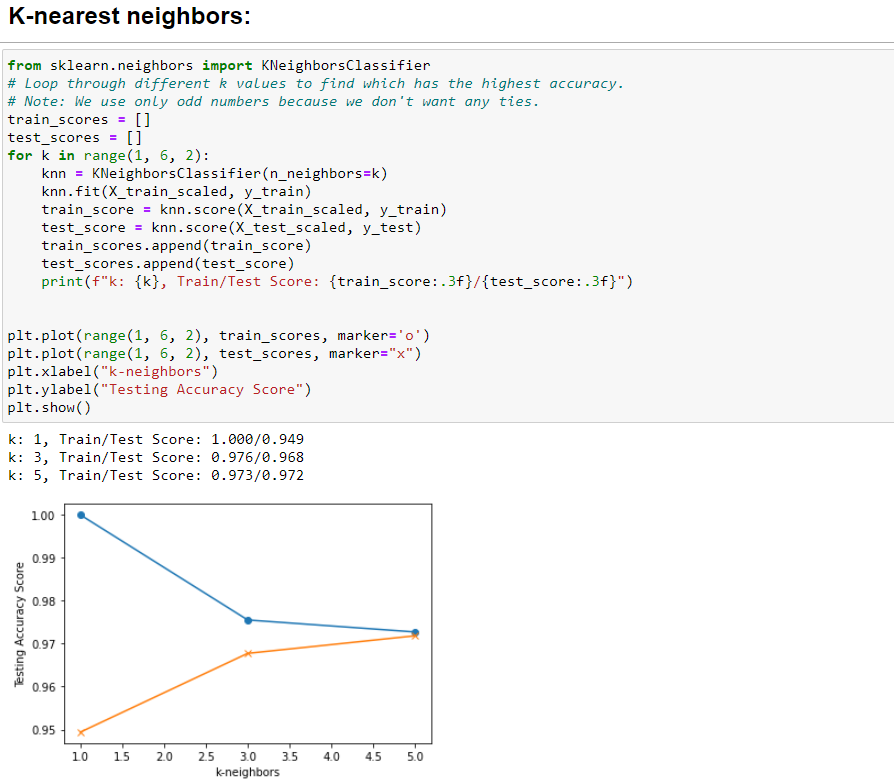 K-nearest neighbors:
from sklearn.neighbors import KNeighborsClassifier
# Loop through different k values to find which has the highest accuracy.
# Note: We use only odd numbers because we don't want any ties.
train_scores = []
test_scores = []
for k in range(1, 6, 2):
    knn = KNeighborsClassifier(n_neighbors=k)
    knn.fit(X_train_scaled, y_train)
    train_score = knn.score(X_train_scaled, y_train)
    test_score = knn.score(X_test_scaled, y_test)
    train_scores.append(train_score)
    test_scores.append(test_score)
    print(f"k: {k}, Train/Test Score: {train_score:.3f}/{test_score:.3f}")
plt.plot(range(1, 6, 2), train_scores, marker='o')
plt.plot(range(1, 6, 2), test_scores, marker="x")
plt.xlabel("k-neighbors")
plt.ylabel("Testing Accuracy Score")
plt.show()
k: 1, Train/Test Score: 1.000/0.949
k: 3, Train/Test Score: 0.976/0.968
k: 5, Train/Test Score: 0.973/0.972
Testing Accuracy Score
1.00
0.99
0.98
0.97
0.96
0.95
1.0 1.5 2.0 2.5 3.0 3.5 4.0 4.5 5.0
k-neighbors